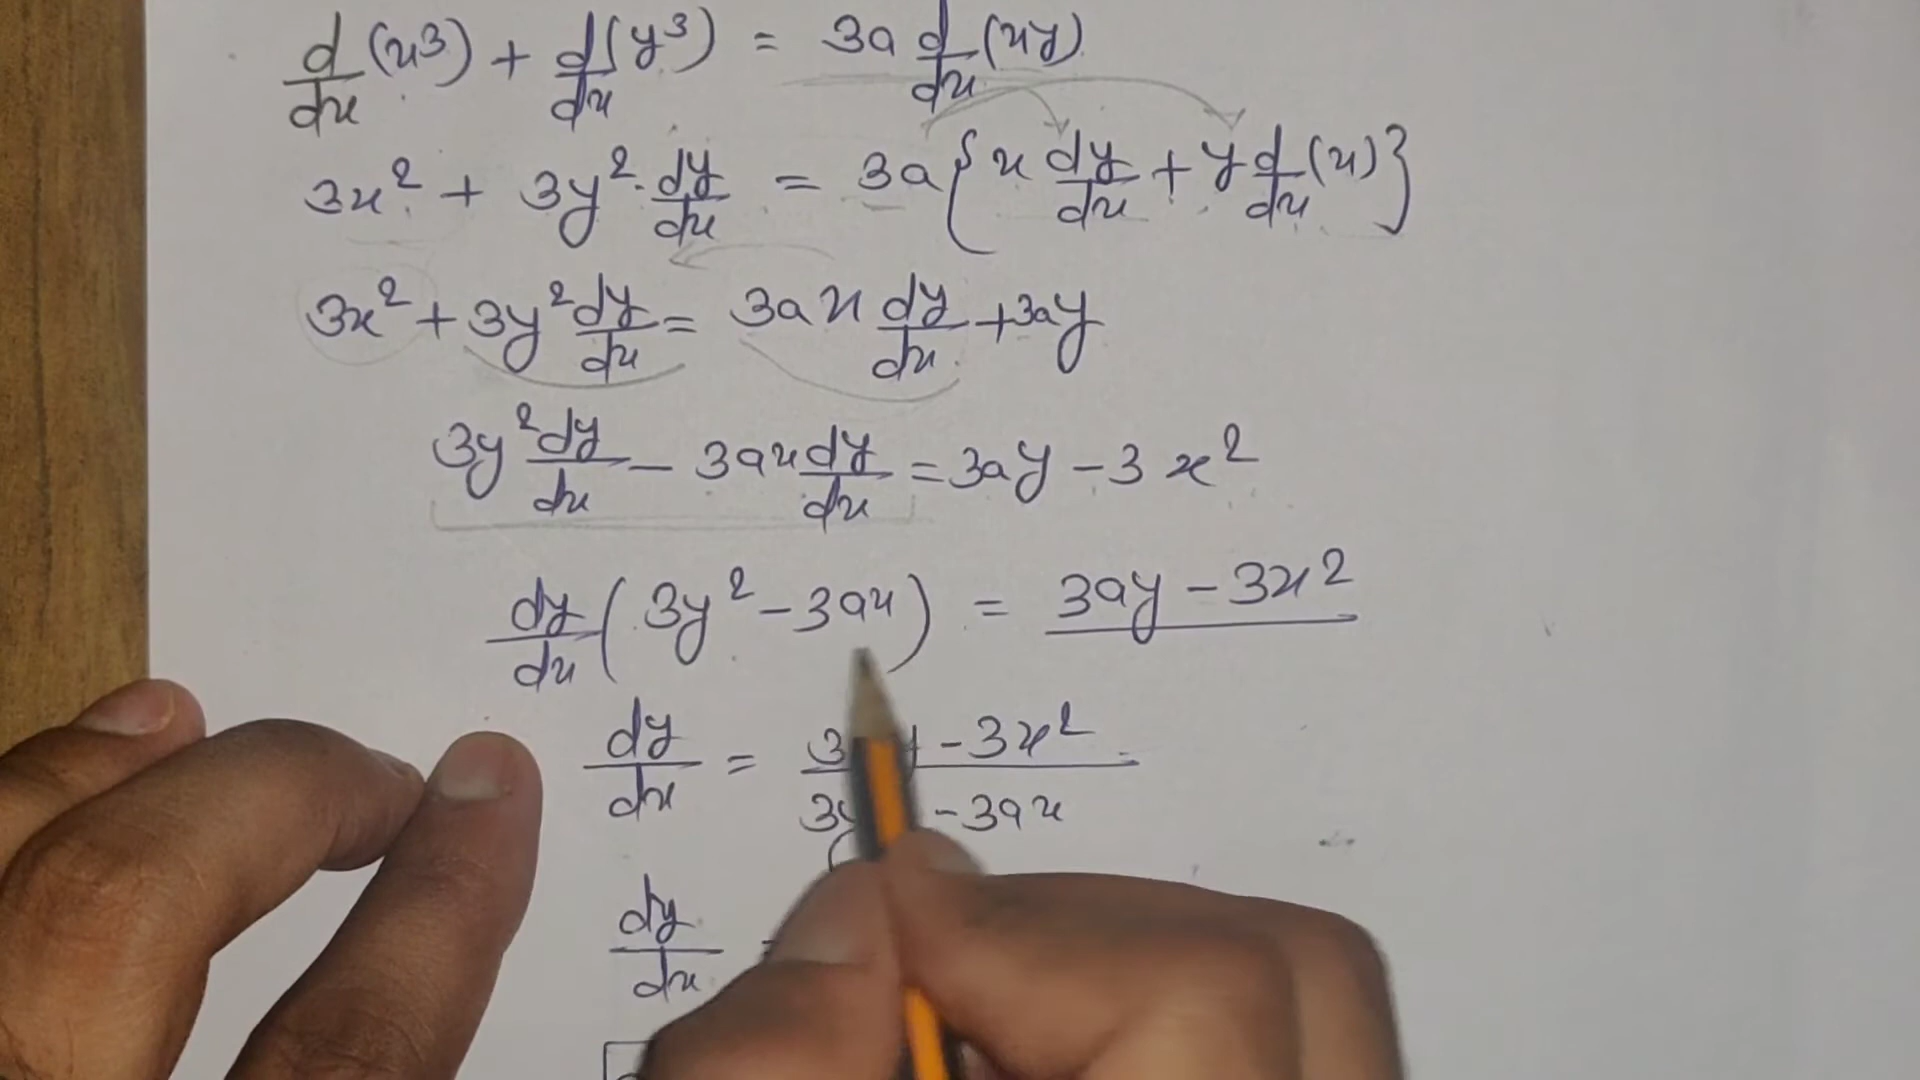 d/dx (x³) + d/dx (y³) = 3a d/dx (xy)
3x² + 3y² · dy/dx = 3a { x dy/dx + y d/dx (x) }
3x² + 3y² dy/dx = 3ax dy/dx + 3ay
3y² dy/dx - 3ax dy/dx = 3ay - 3x²
dy/dx ( 3y² - 3ax ) = 3ay - 3x²
dy/dx = 3 - 3x² / 3y - 3ax
dy/dx